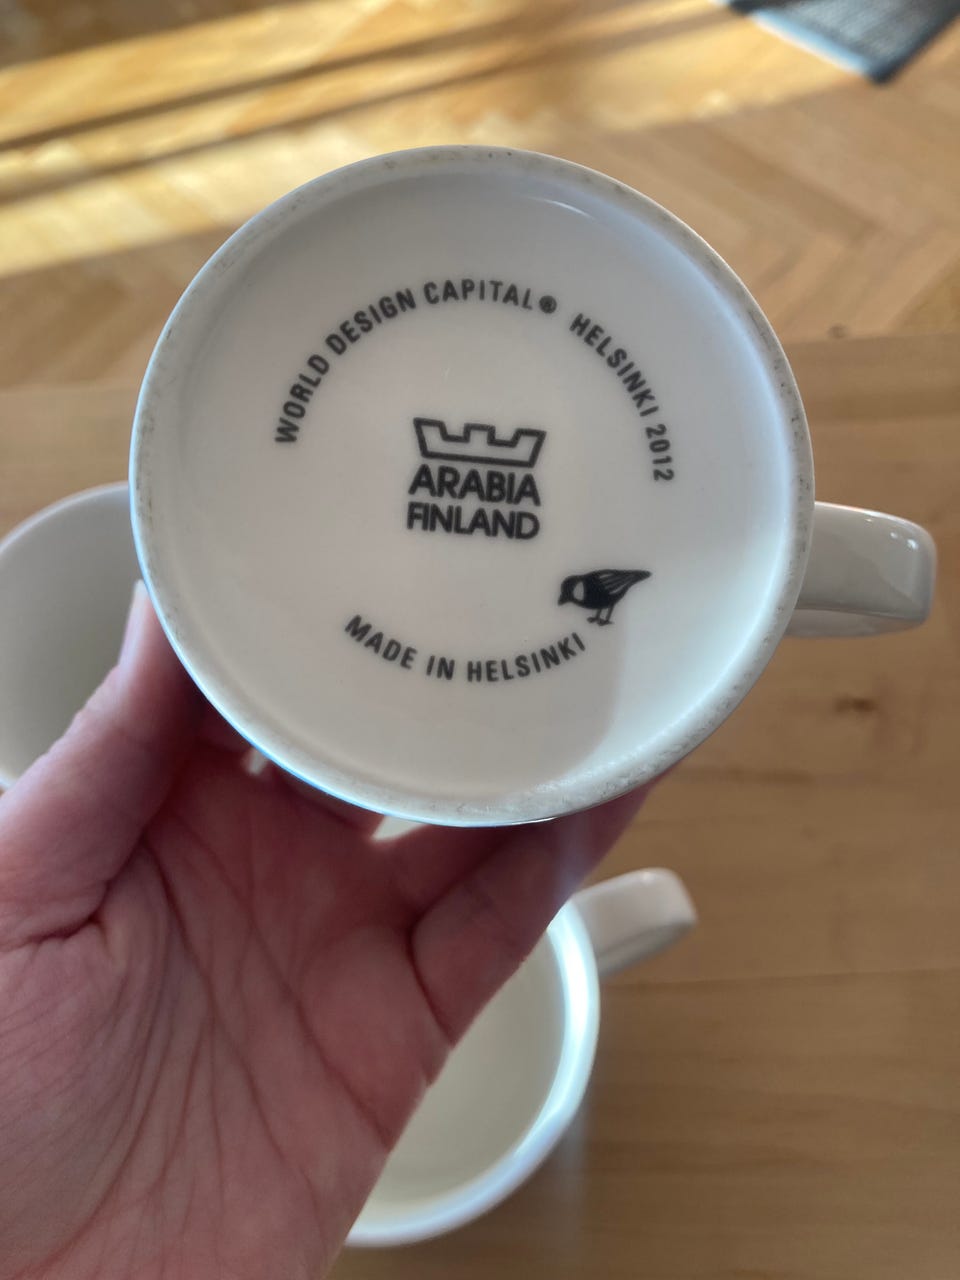 WORLD DESIGN CAPITAL® HELSINKI 2012
ARABIA
FINLAND
MADE IN HELSINKI